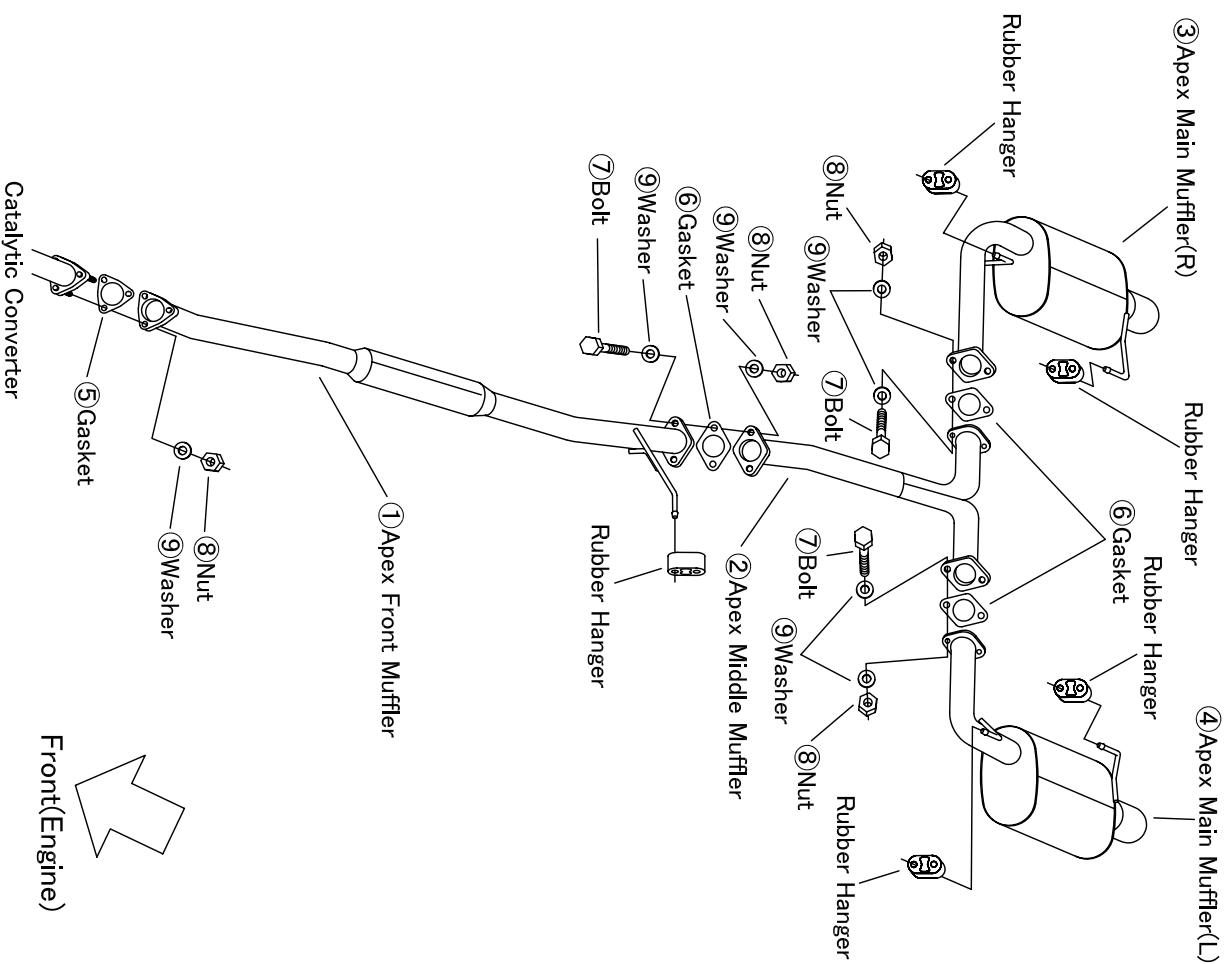 ③Apex Main Muffler(R)
Rubber Hanger
Rubber Hanger
⑧Nut
⑨Washer
⑦Bolt
⑥Gasket
Rubber Hanger
④Apex Main Muffler(L)
⑧Nut
⑨Washer
⑥Gasket
⑨Washer
⑦Bolt
⑦Bolt
⑨Washer
⑧Nut
Rubber Hanger
②Apex Middle Muffler
Rubber Hanger
①Apex Front Muffler
⑧Nut
⑨Washer
⑤Gasket
Catalytic Converter
Front(Engine)